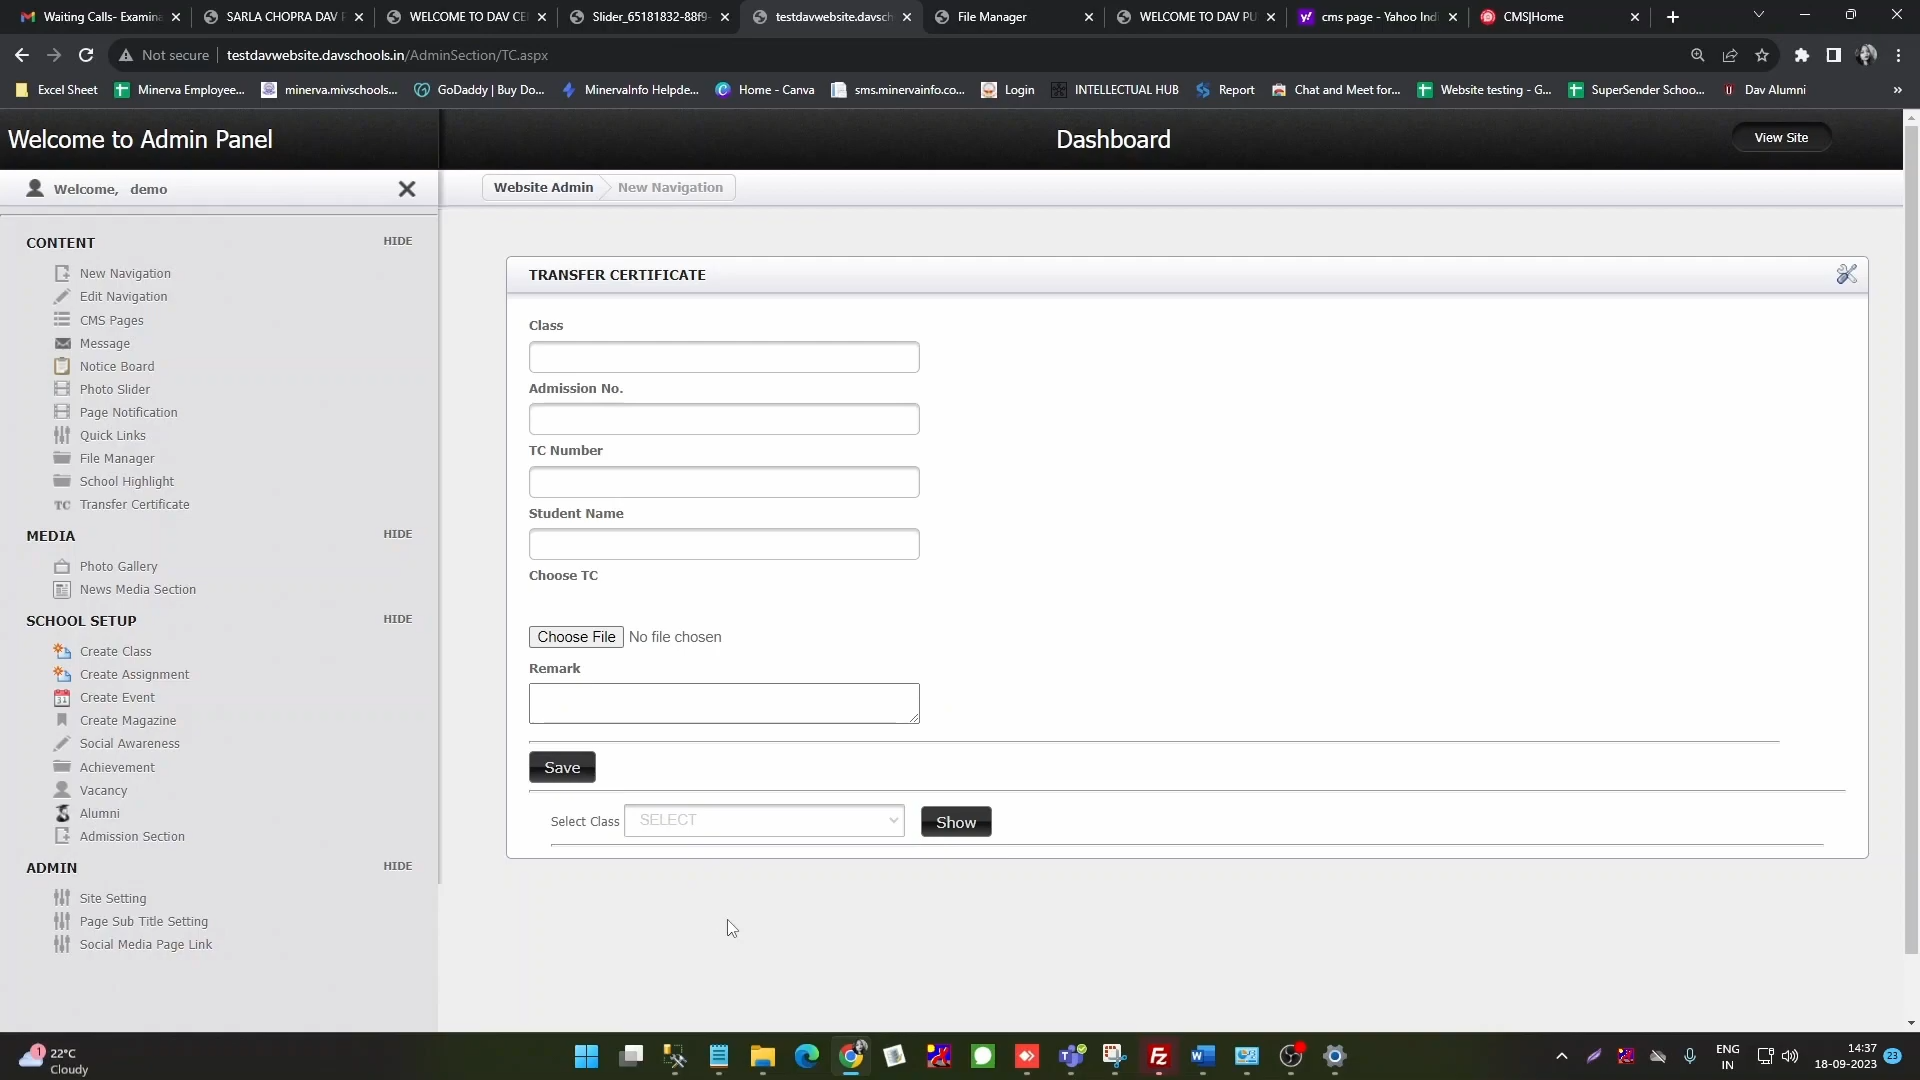 Waiting Calls- Examina
SARLA CHOPRA DAV P
WELCOME TO DAV CEN
Slider_65181832-88f9-
testdavwebsite.davsch
File Manager
WELCOME TO DAV PU
cms page - Yahoo Indi
CMS|Home
Not secure
testdavwebsite.davschools.in/AdminSection/TC.aspx
Excel Sheet
Minerva Employee...
minerva.mivschools...
GoDaddy | Buy Do...
MinervaInfo Helpde...
Home - Canva
sms.minervainfo.co...
Login
INTELLECTUAL HUB
Report
Chat and Meet for...
Website testing - G...
SuperSender Schoo...
Dav Alumni
»
Welcome to Admin Panel
Dashboard
View Site
Welcome, demo
Website Admin
New Navigation
CONTENT
HIDE
New Navigation
Edit Navigation
CMS Pages
Message
Notice Board
Photo Slider
Page Notification
Quick Links
File Manager
School Highlight
TC Transfer Certificate
MEDIA
HIDE
Photo Gallery
News Media Section
SCHOOL SETUP
HIDE
Create Class
Create Assignment
31 Create Event
Create Magazine
Social Awareness
Achievement
Vacancy
Alumni
Admission Section
ADMIN
HIDE
Site Setting
Page Sub Title Setting
Social Media Page Link
TRANSFER CERTIFICATE
Class
Admission No.
TC Number
Student Name
Choose TC
Choose File No file chosen
Remark
Save
Select Class
SELECT
Show
1
22°C
Cloudy
ENG
IN
14:37
18-09-2023
23